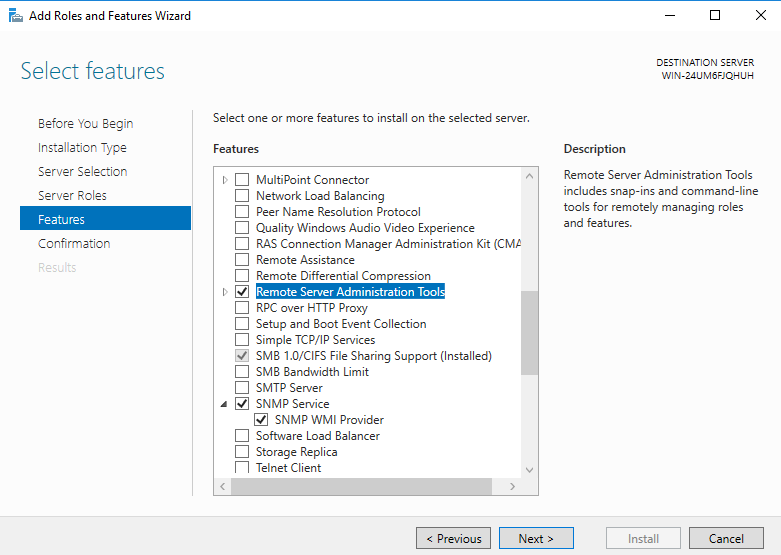 Add Roles and Features Wizard
Select features
DESTINATION SERVER
WIN-24UM6FJQHUH
Before You Begin
Installation Type
Server Selection
Server Roles
Features
Confirmation
Results
Select one or more features to install on the selected server.
Features
MultiPoint Connector
Network Load Balancing
Peer Name Resolution Protocol
Quality Windows Audio Video Experience
RAS Connection Manager Administration Kit (CMA
Remote Assistance
Remote Differential Compression
Remote Server Administration Tools
RPC over HTTP Proxy
Setup and Boot Event Collection
Simple TCP/IP Services
SMB 1.0/CIFS File Sharing Support (Installed)
SMB Bandwidth Limit
SMTP Server
SNMP Service
SNMP WMI Provider
Software Load Balancer
Storage Replica
Telnet Client
Description
Remote Server Administration Tools
includes snap-ins and command-line
tools for remotely managing roles
and features.
< Previous
Next >
Install
Cancel